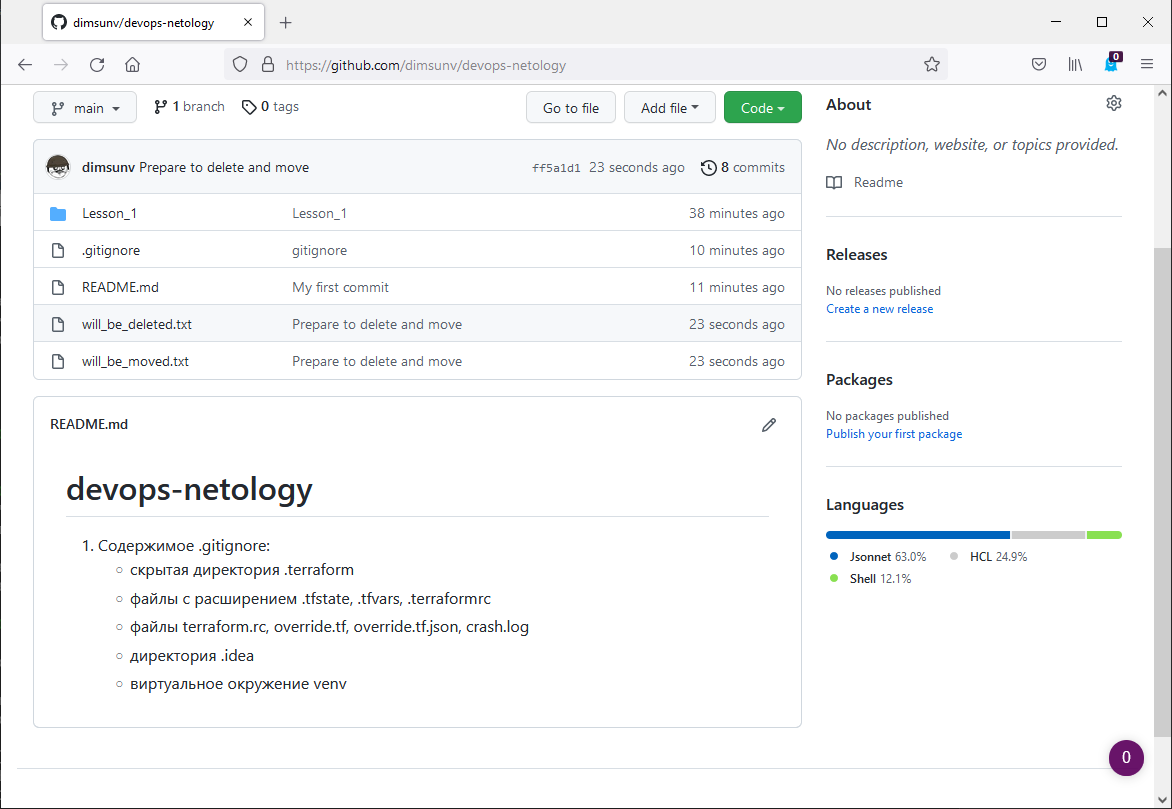 dimsunv/devops-netology
https://github.com/dimsunv/devops-netology
0
main
1 branch
0 tags
Go to file
Add file
Code
dimsunv Prepare to delete and move
ff5a1d1 23 seconds ago
8 commits
Lesson_1 Lesson_1 38 minutes ago
.gitignore gitignore 10 minutes ago
README.md My first commit 11 minutes ago
will_be_deleted.txt Prepare to delete and move 23 seconds ago
will_be_moved.txt Prepare to delete and move 23 seconds ago
README.md
devops-netology
1. Содержимое .gitignore:
скрытая директория .terraform
файлы с расширением .tfstate, .tfvars, .terraformrc
файлы terraform.rc, override.tf, override.tf.json, crash.log
директория .idea
виртуальное окружение venv
About
No description, website, or topics provided.
Readme
Releases
No releases published
Create a new release
Packages
No packages published
Publish your first package
Languages
Jsonnet 63.0% HCL 24.9%
Shell 12.1%
0